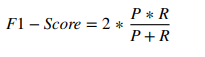 F1 − Score = 2 ∗ P ∗ R / P + R